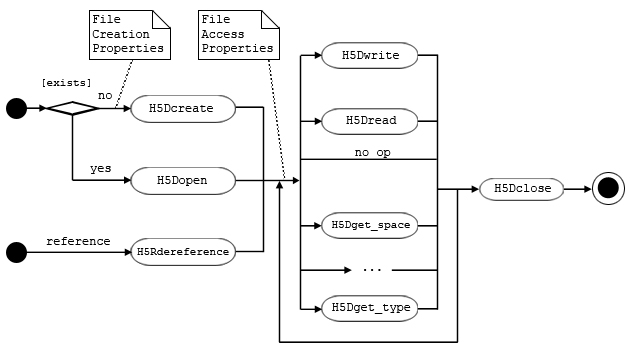 File
Creation
Properties
File
Access
Properties
[exists]
no
H5Dcreate
yes
H5Dopen
reference
H5Rdereference
H5Dwrite
H5Dread
no op
H5Dget_space
...
H5Dget_type
H5Dclose